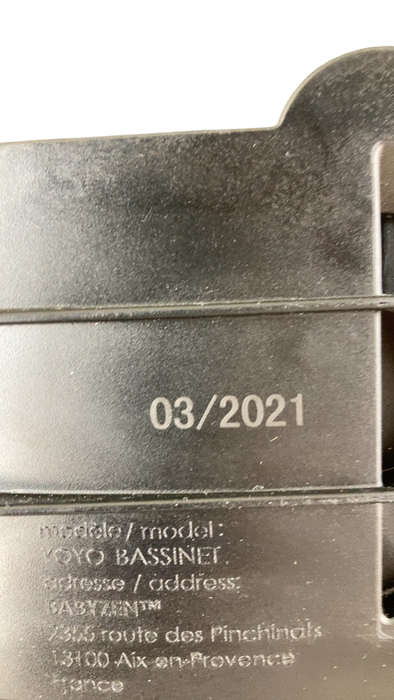 03/2021
modèle / model:
YOYO BASSINET
adresse / address:
BABYZEN™
2355 route des Pinchinats
13100 Aix-en-Provence
France